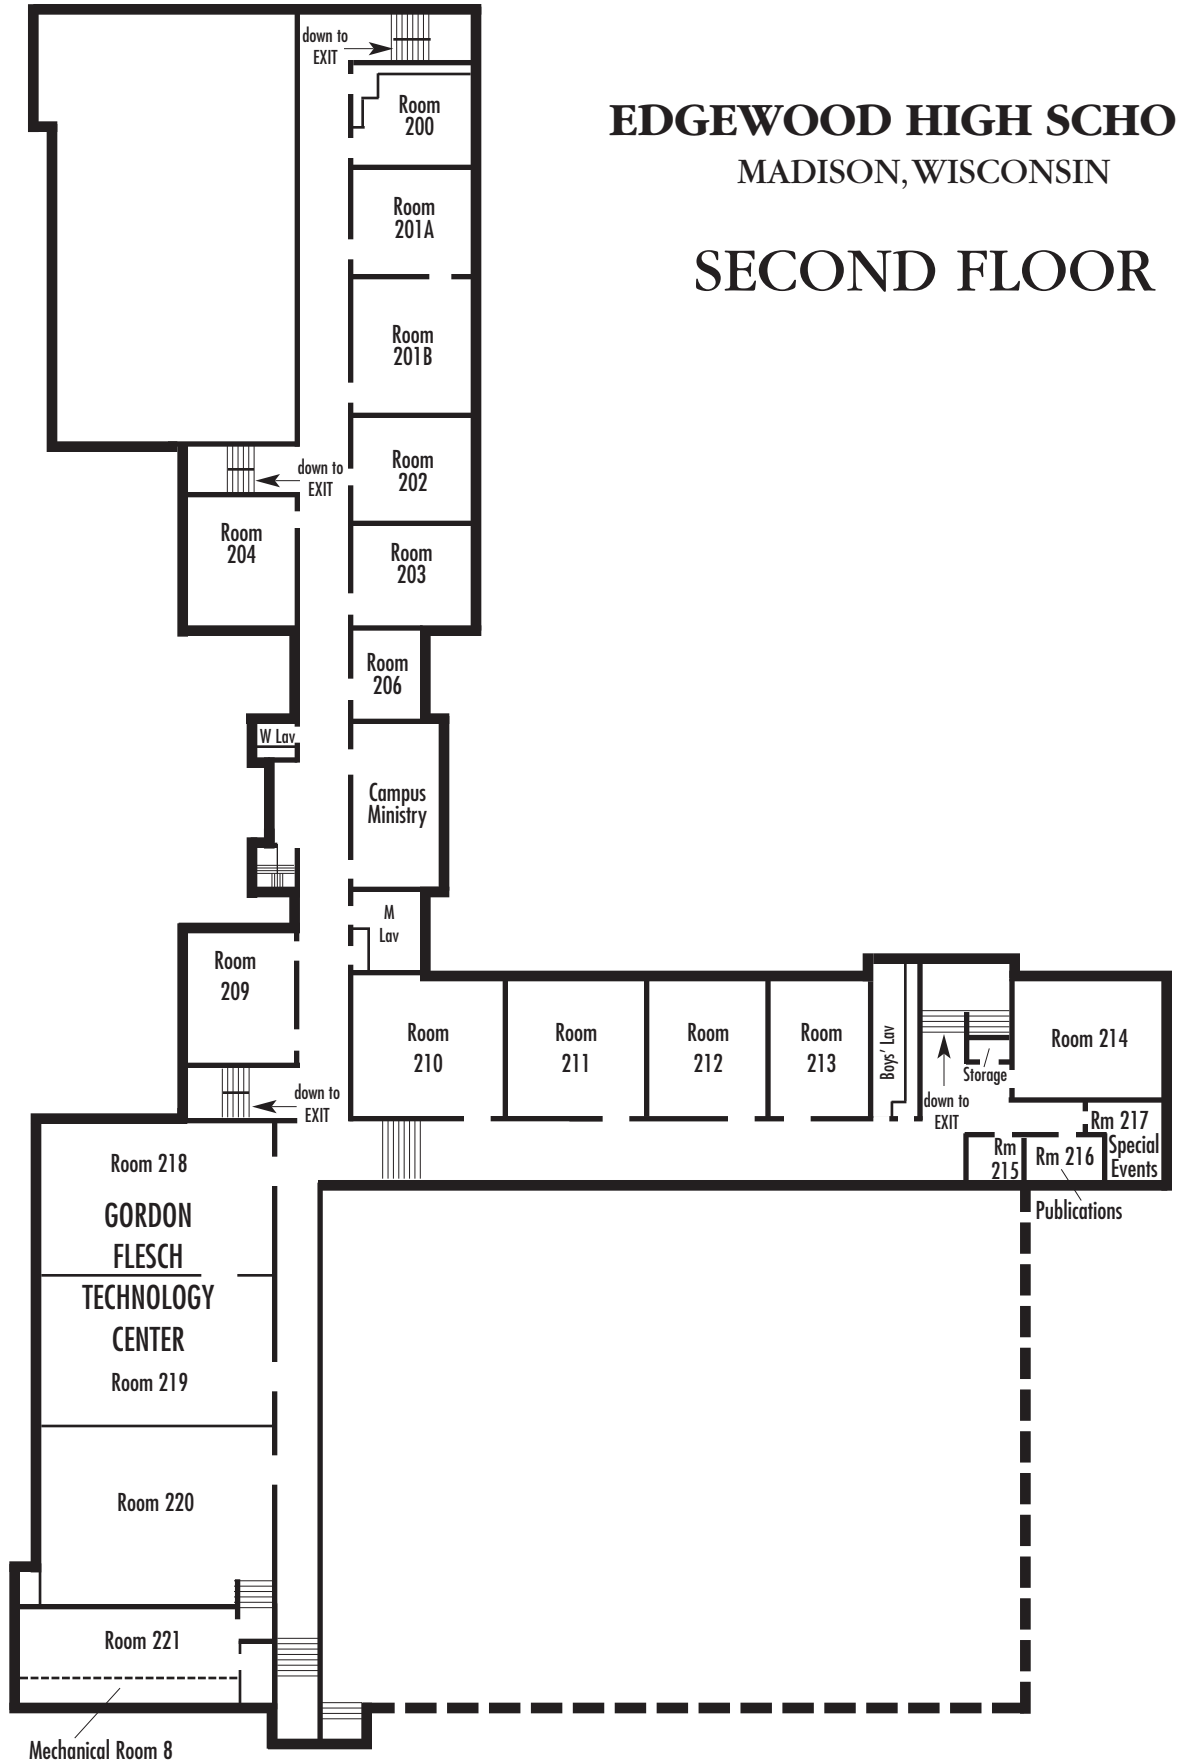 down to
EXIT
Room
200
EDGEWOOD HIGH SCHO
MADISON, WISCONSIN
SECOND FLOOR
Room
201A
Room
201B
Room
202
down to
EXIT
Room
204
Room
203
Room
206
W Lav
Campus
Ministry
M
Lav
Room
209
Room
210
Room
211
Room
212
Room
213
Boys' Lav
Storage
Room 214
down to
EXIT
down to
EXIT
Rm 217
Special
Events
Rm
215
Rm 216
Publications
Room 218
GORDON
FLESCH
TECHNOLOGY
CENTER
Room 219
Room 220
Room 221
Mechanical Room 8